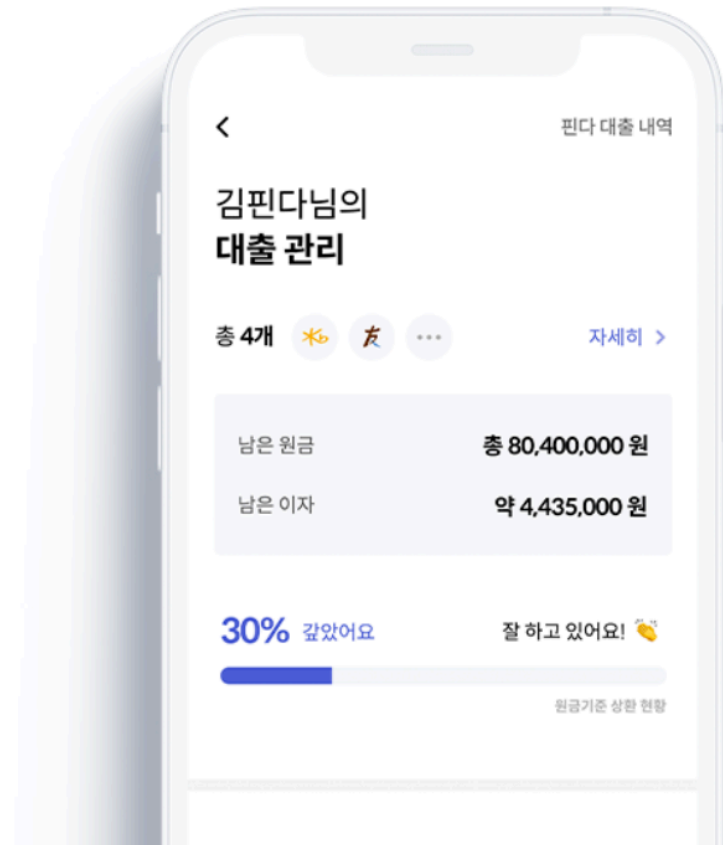 핀다 대출 내역
김핀다님의
대출 관리
총 4개 자세히
남은 원금 총 80,400,000 원
남은 이자 약 4,435,000 원
30% 갚았어요 잘 하고 있어요!
원금기준 상환 현황